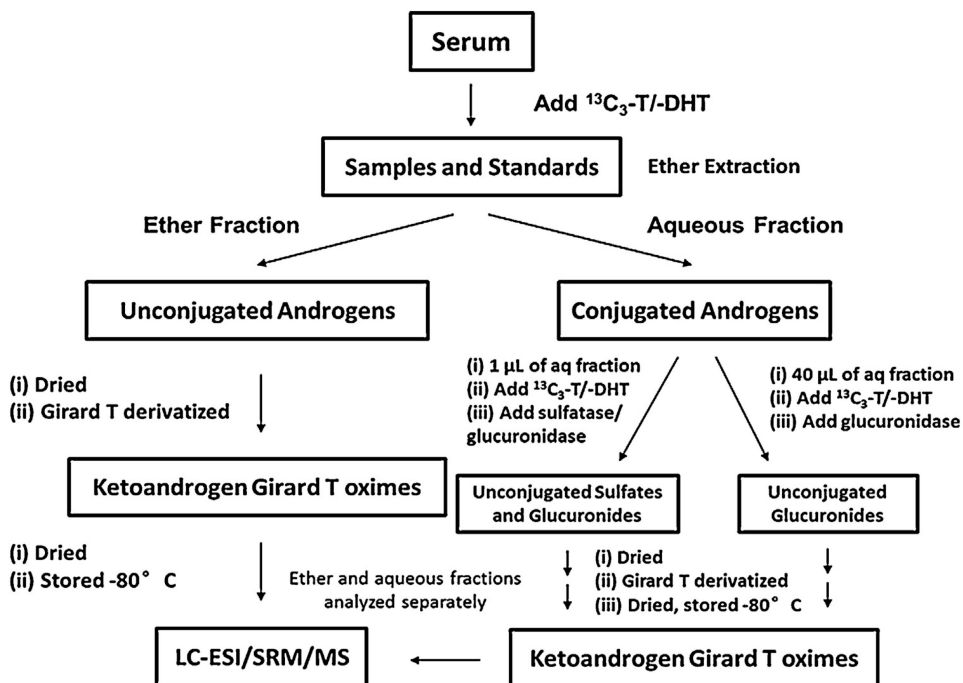 Serum
Add ¹³C₃-T/-DHT
Samples and Standards
Ether Extraction
Ether Fraction
Aqueous Fraction
Unconjugated Androgens
Conjugated Androgens
(i) Dried
(ii) Girard T derivatized
(i) 1 µL of aq fraction
(ii) Add ¹³C₃-T/-DHT
(iii) Add sulfatase/
glucuronidase
(i) 40 µL of aq fraction
(ii) Add ¹³C₃-T/-DHT
(iii) Add glucuronidase
Ketoandrogen Girard T oximes
Unconjugated Sulfates
and Glucuronides
Unconjugated
Glucuronides
(i) Dried
(ii) Stored -80° C
Ether and aqueous fractions
analyzed separately
(i) Dried
(ii) Girard T derivatized
(iii) Dried, stored -80° C
LC-ESI/SRM/MS
Ketoandrogen Girard T oximes